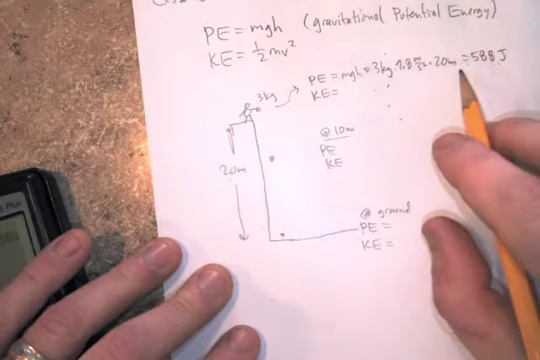 PE = mgh (gravitational Potential Energy)
KE = ½mv²
3kg
PE = mgh = 3kg · 9.8 m/s² · 20m = 588 J
KE =
@ 10m
PE
KE
20m
@ ground
PE =
KE =
Plus